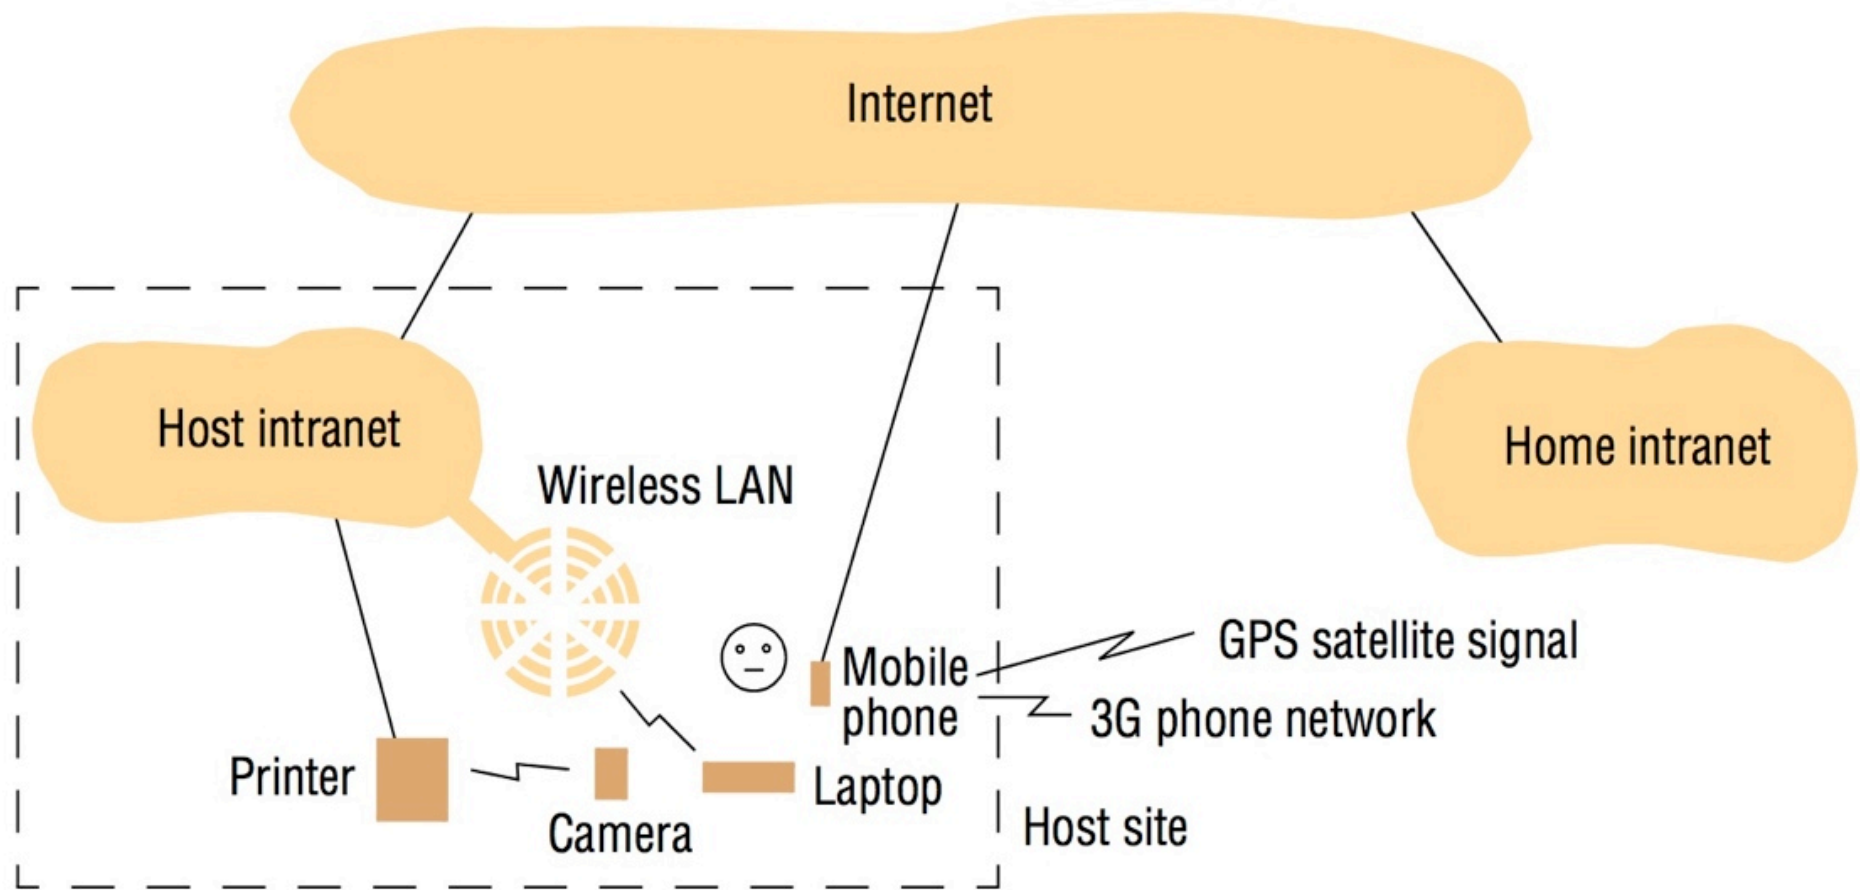 Internet
Host intranet
Home intranet
Wireless LAN
GPS satellite signal
Mobile
phone
3G phone network
Printer
Laptop
Camera
Host site